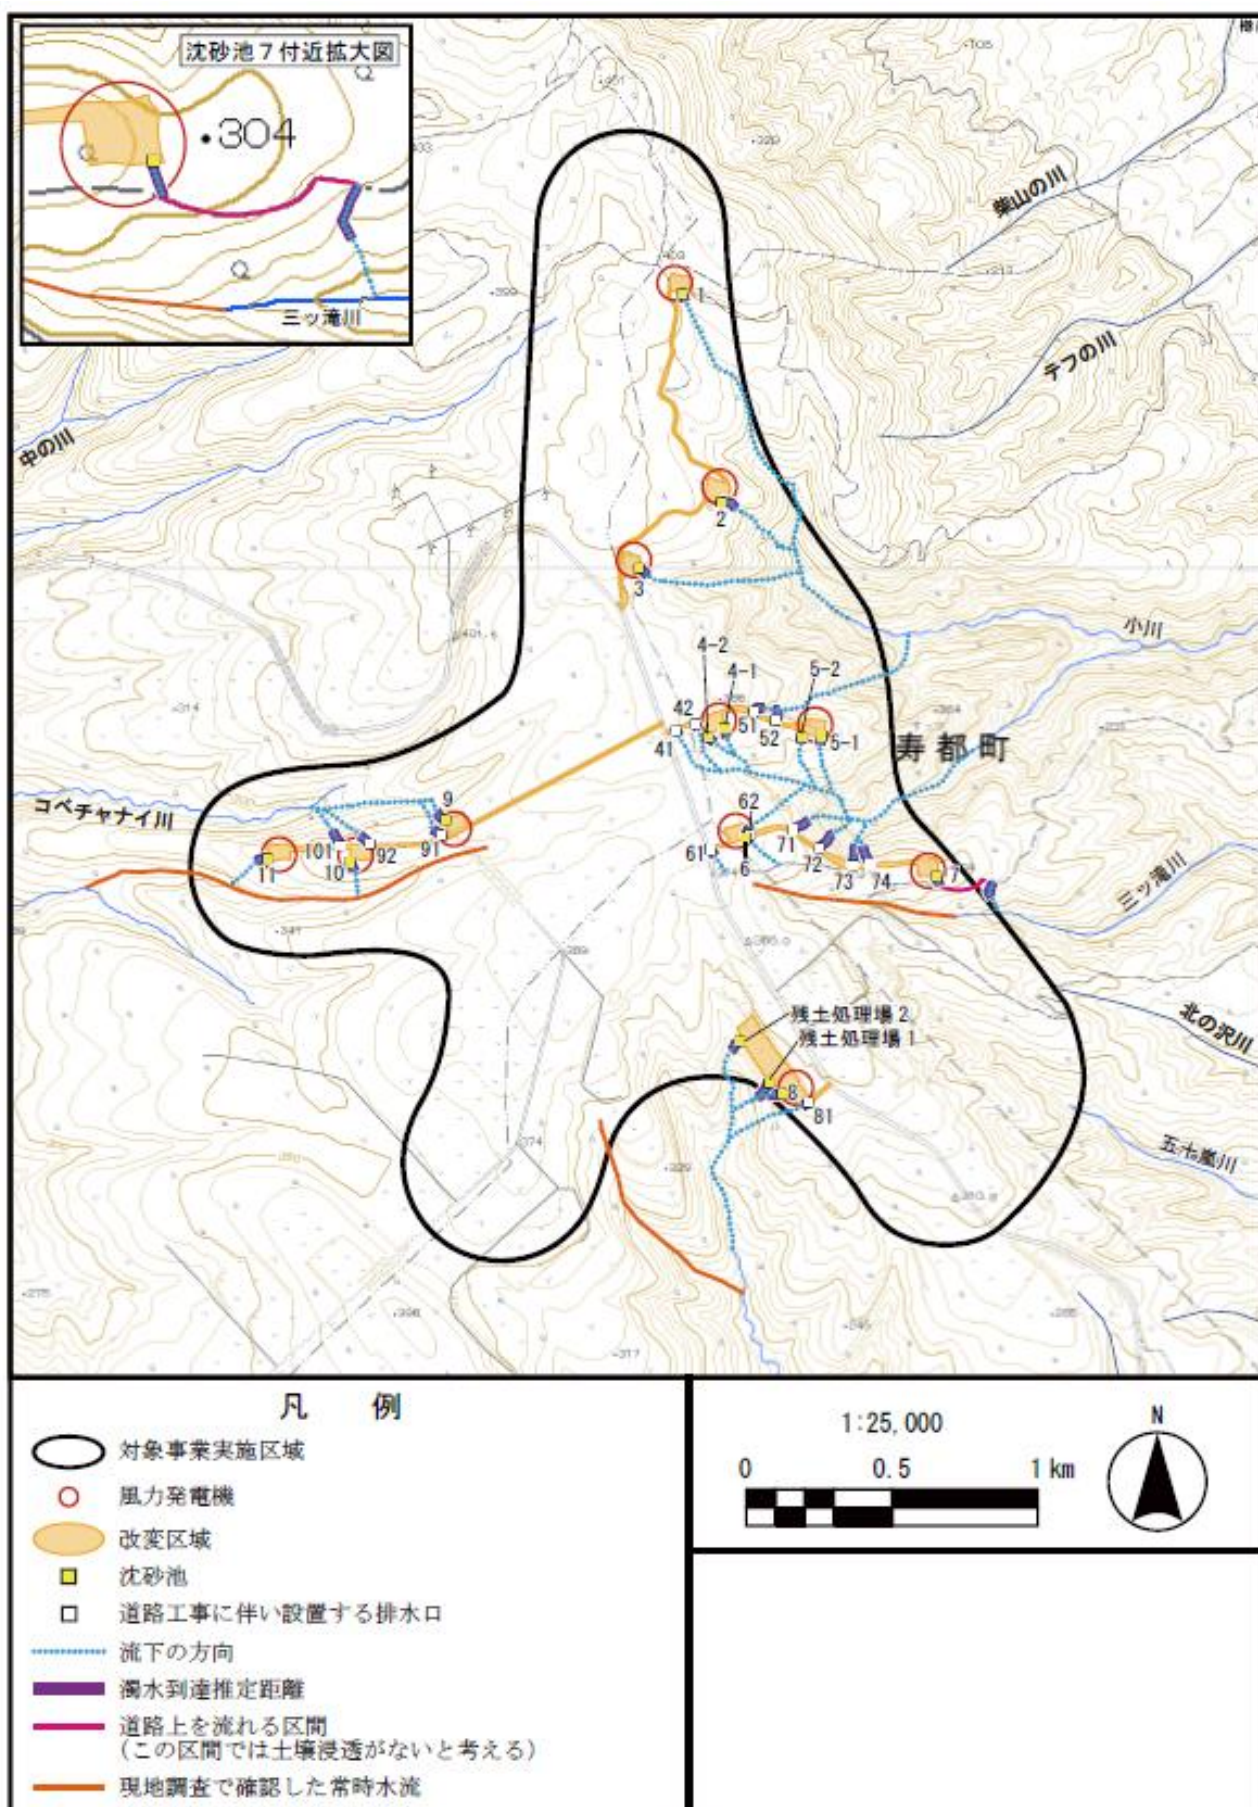 沈砂池7付近拡大図
304
三ッ滝川
柴山の川
テフの川
中の川
1
2
3
小川
4-2
4-1
5-2
42
51
52
5-1
41
寿都町
コベチャナイ川
9
62
101
92
91
61
71
72
11
10
6
73
74
7
三ッ滝川
残土処理場2
残土処理場1
北の沢川
8
81
五十嵐川
凡 例
対象事業実施区域
風力発電機
改変区域
沈砂池
道路工事に伴い設置する排水口
流下の方向
濁水到達推定距離
道路上を流れる区間
(この区間では土壌浸透がないと考える)
現地調査で確認した常時水流
1:25,000
0 0.5 1 km
N